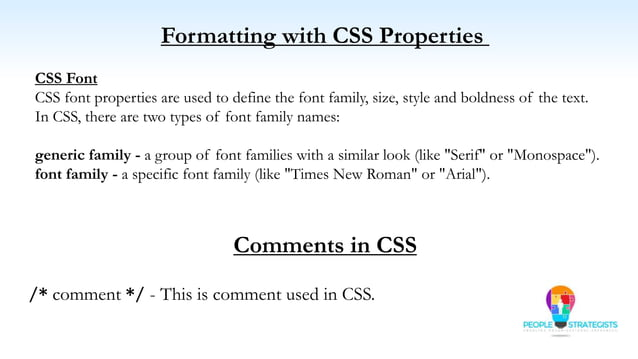 Formatting with CSS Properties
CSS Font
CSS font properties are used to define the font family, size, style and boldness of the text.
In CSS, there are two types of font family names:
generic family - a group of font families with a similar look (like "Serif" or "Monospace").
font family - a specific font family (like "Times New Roman" or "Arial").
Comments in CSS
/* comment */ - This is comment used in CSS.
PEOPLE STRATEGISTS